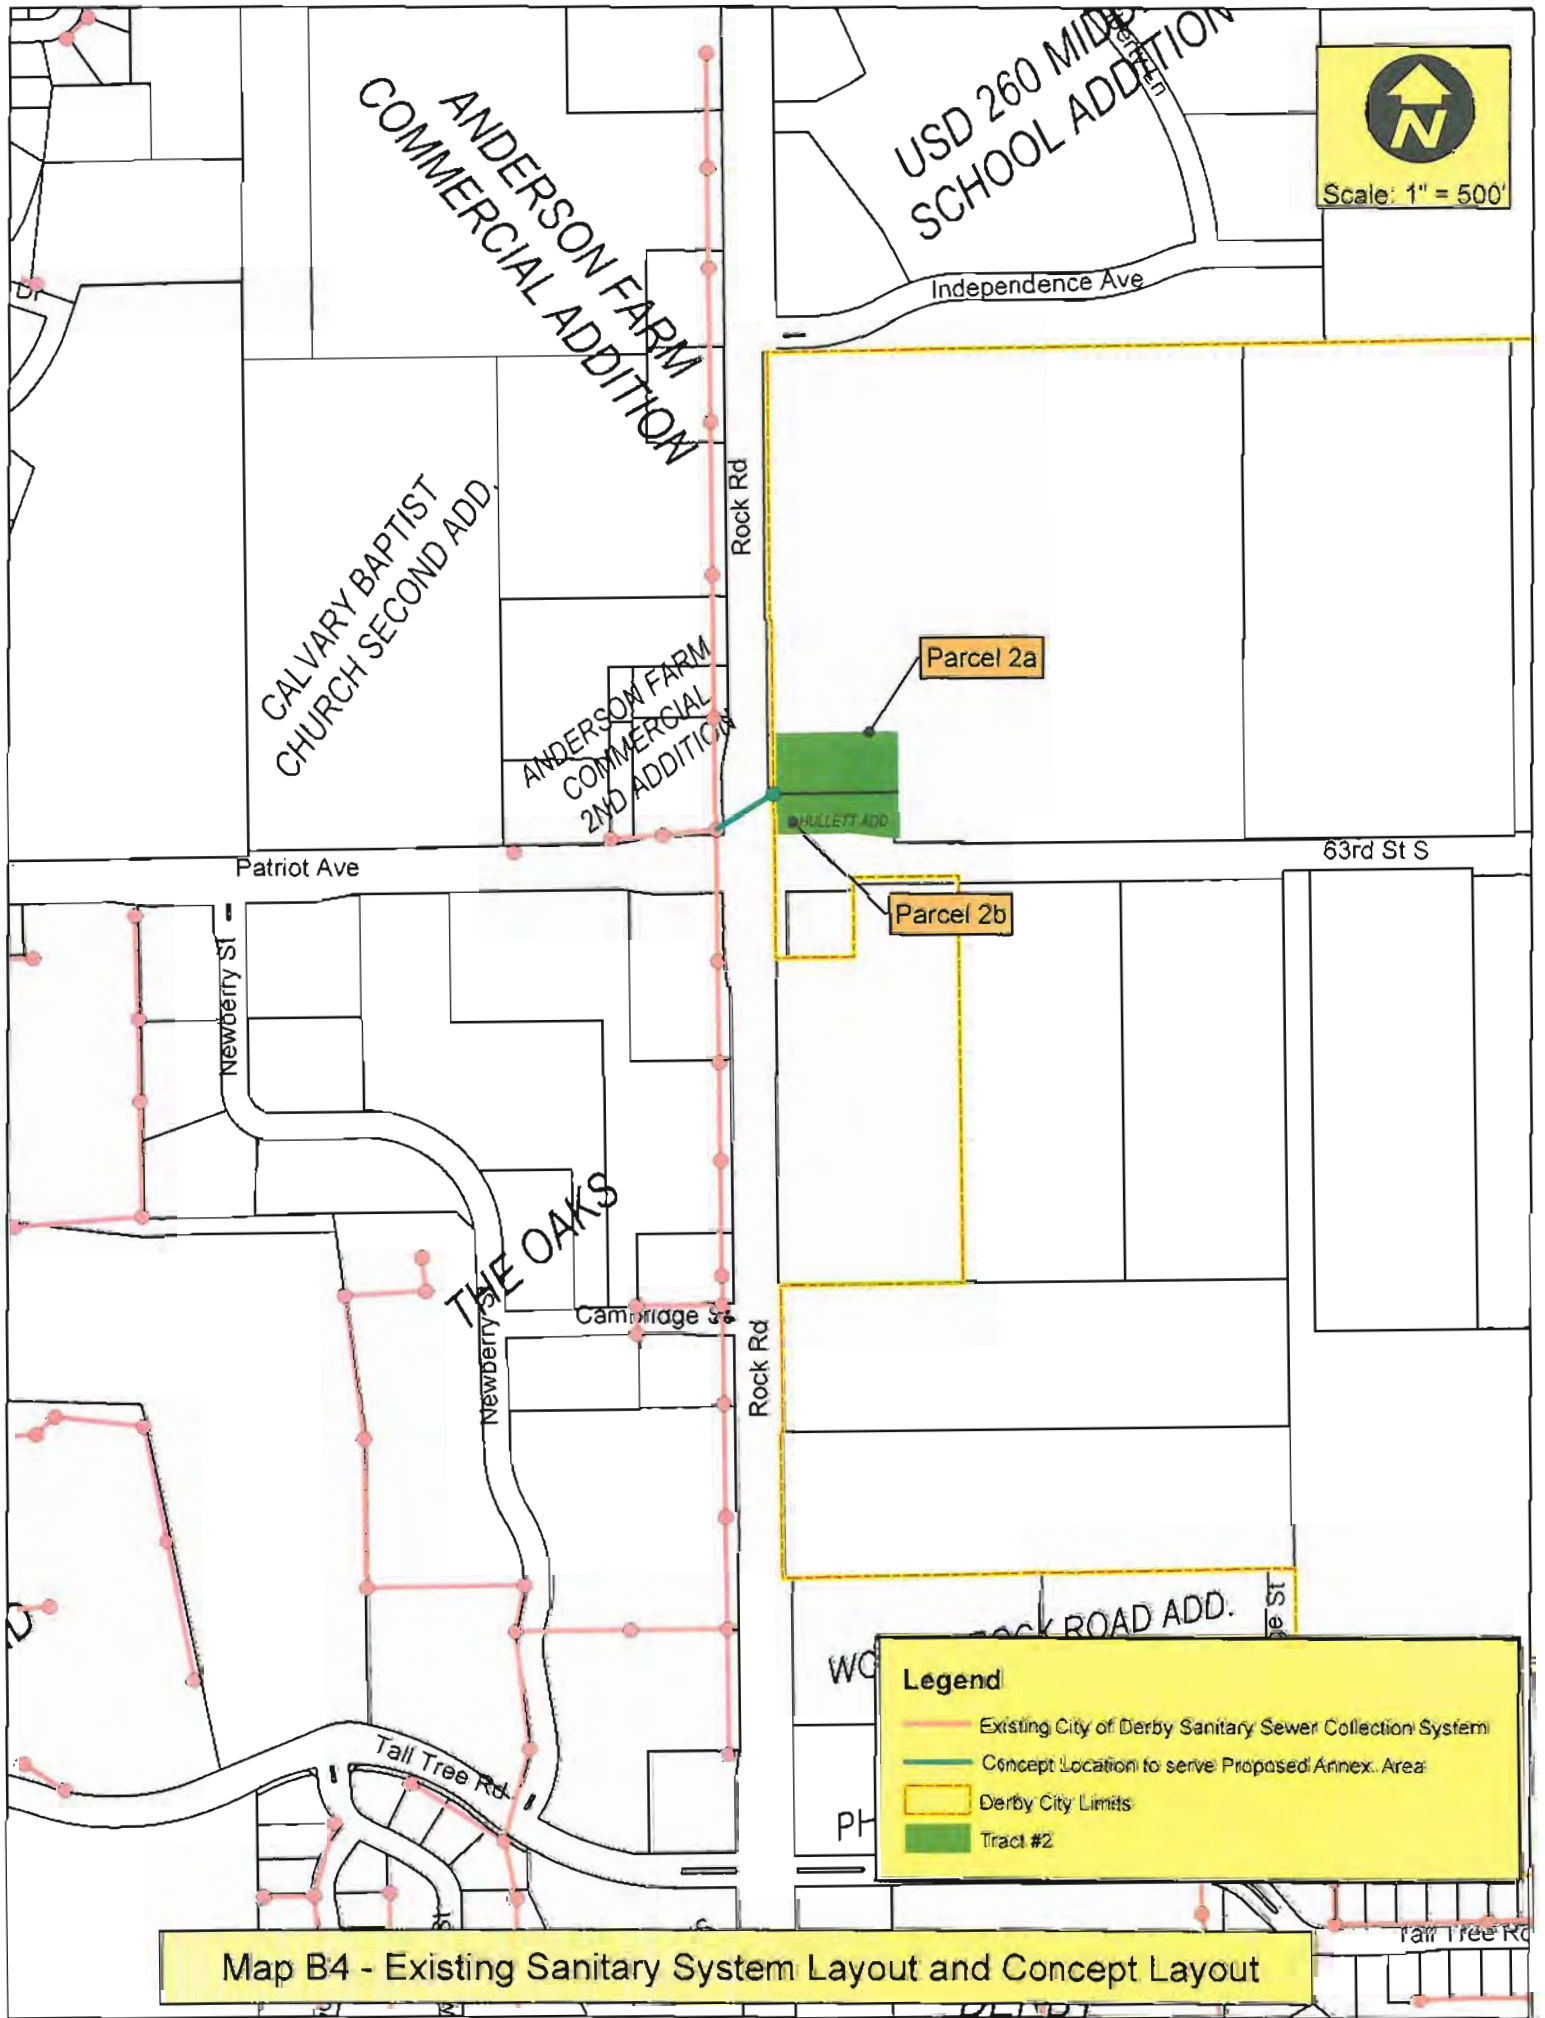 USD 260
SCHOOL ADDITION
N
Scale: 1" = 500'
ANDERSON FARM
COMMERCIAL ADDITION
Dr
Independence Ave
Rock Rd
CALVARY BAPTIST
CHURCH SECOND ADD.
Parcel 2a
ANDERSON FARM
COMMERCIAL
2ND ADDITION
HULLETT ADD
63rd St S
Patriot Ave
Parcel 2b
Newberry St
THE OAKS
Newberry St
Cambridge St
Rock Rd
ROAD ADD.
Legend
Existing City of Derby Sanitary Sewer Collection System
Concept Location to serve Proposed Annex. Area
Derby City Limits
Tract #2
Tall Tree Rd
St
Tall Tree Rd
Map B4 - Existing Sanitary System Layout and Concept Layout